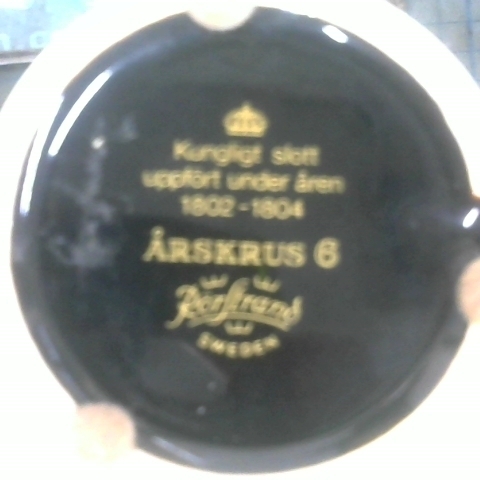 Kungligt slott
uppfört under åren
1802-1804
ÅRSKRUS 6
Rörstrand
SWEDEN